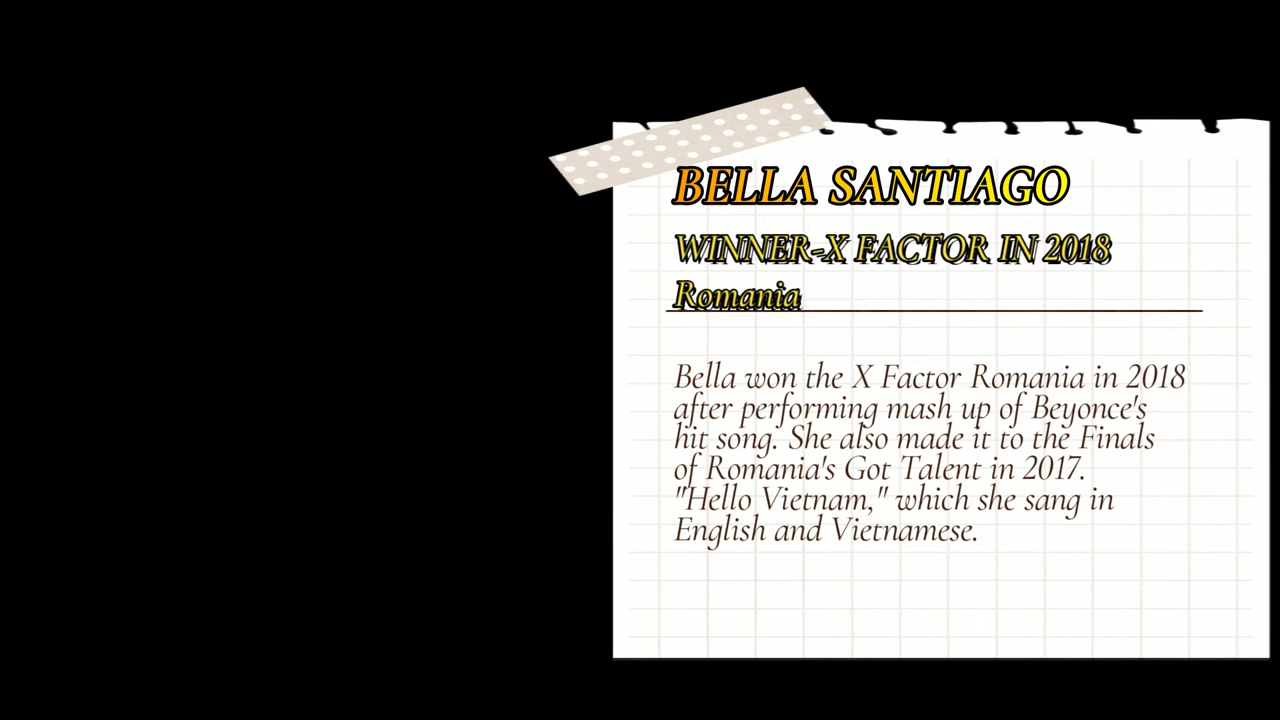 BELLA SANTIAGO
WINNER-X FACTOR IN 2018
Romania
Bella won the X Factor Romania in 2018
after performing mash up of Beyonce's
hit song. She also made it to the Finals
of Romania's Got Talent in 2017.
"Hello Vietnam," which she sang in
English and Vietnamese.